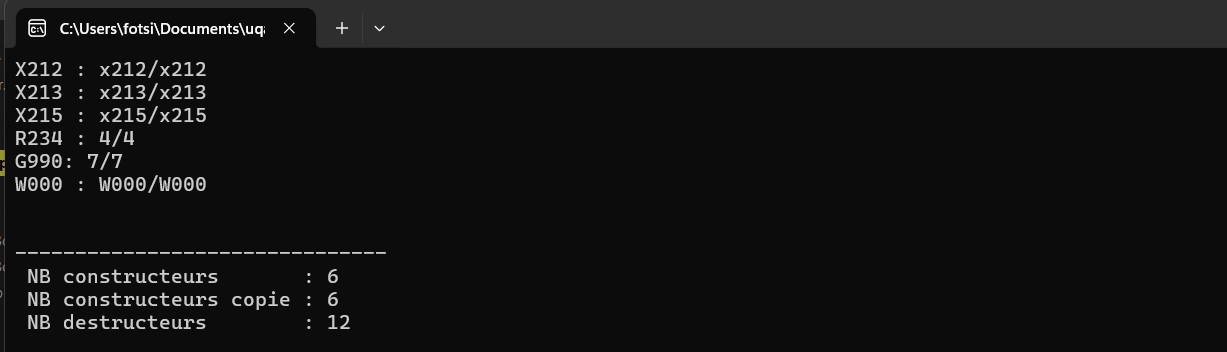 C:\Users\fotsi\Documents\uq
X212 : x212/x212
X213 : x213/x213
X215 : x215/x215
R234 : 4/4
G990: 7/7
W000 : W000/W000
_______________________________
NB constructeurs : 6
NB constructeurs copie : 6
NB destructeurs : 12